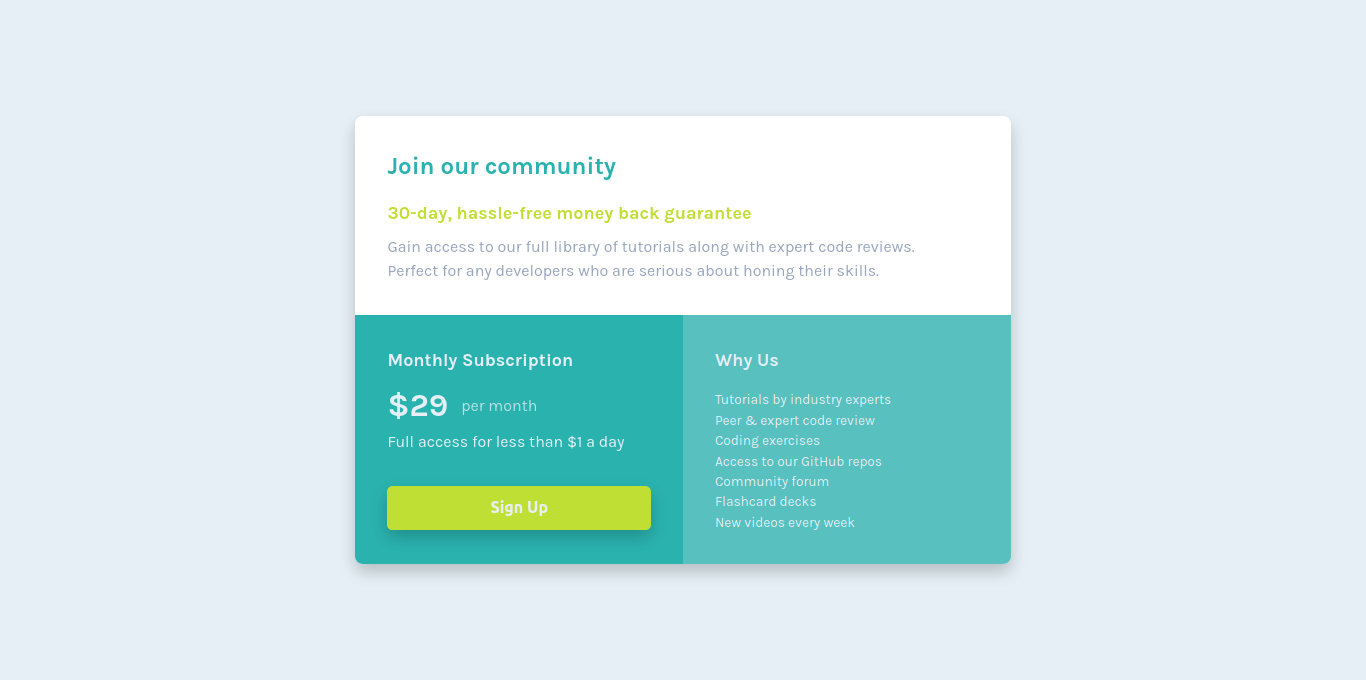 Join our community
30-day, hassle-free money back guarantee
Gain access to our full library of tutorials along with expert code reviews.
Perfect for any developers who are serious about honing their skills.
Monthly Subscription
$29 per month
Full access for less than $1 a day
Sign Up
Why Us
Tutorials by industry experts
Peer & expert code review
Coding exercises
Access to our GitHub repos
Community forum
Flashcard decks
New videos every week